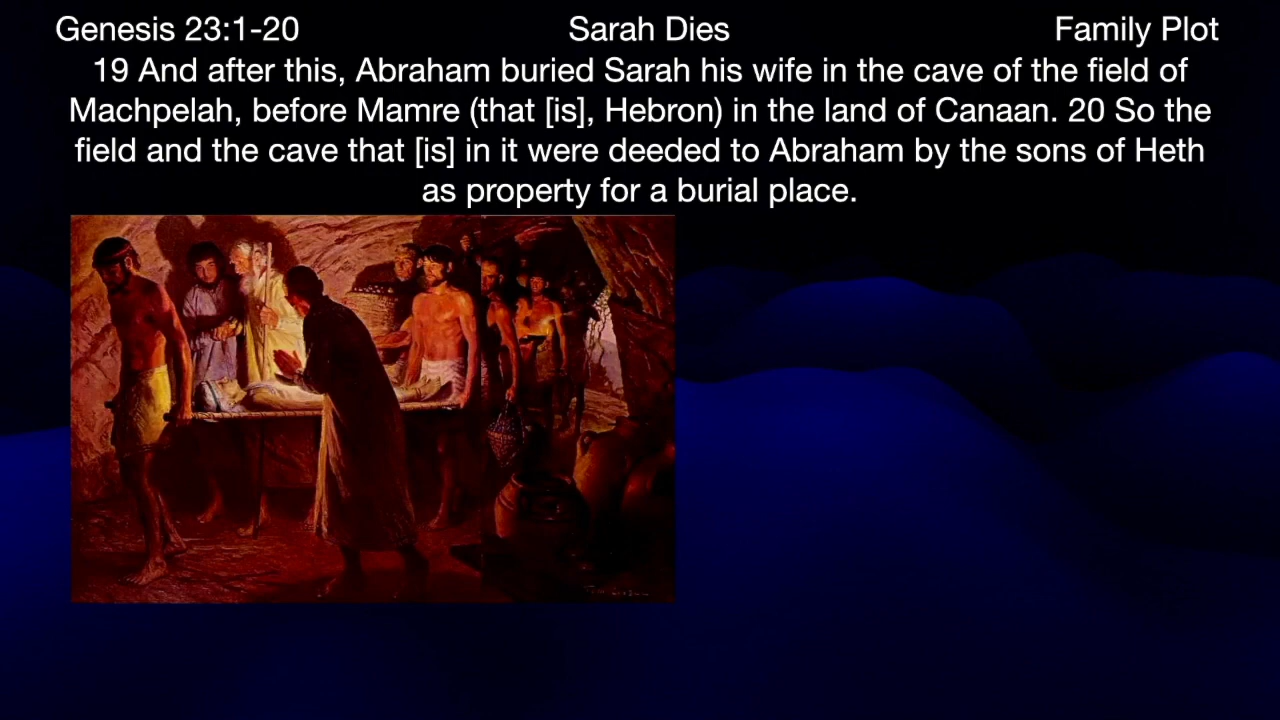 Genesis 23:1-20 Sarah Dies Family Plot
19 And after this, Abraham buried Sarah his wife in the cave of the field of
Machpelah, before Mamre (that [is], Hebron) in the land of Canaan. 20 So the
field and the cave that [is] in it were deeded to Abraham by the sons of Heth
as property for a burial place.